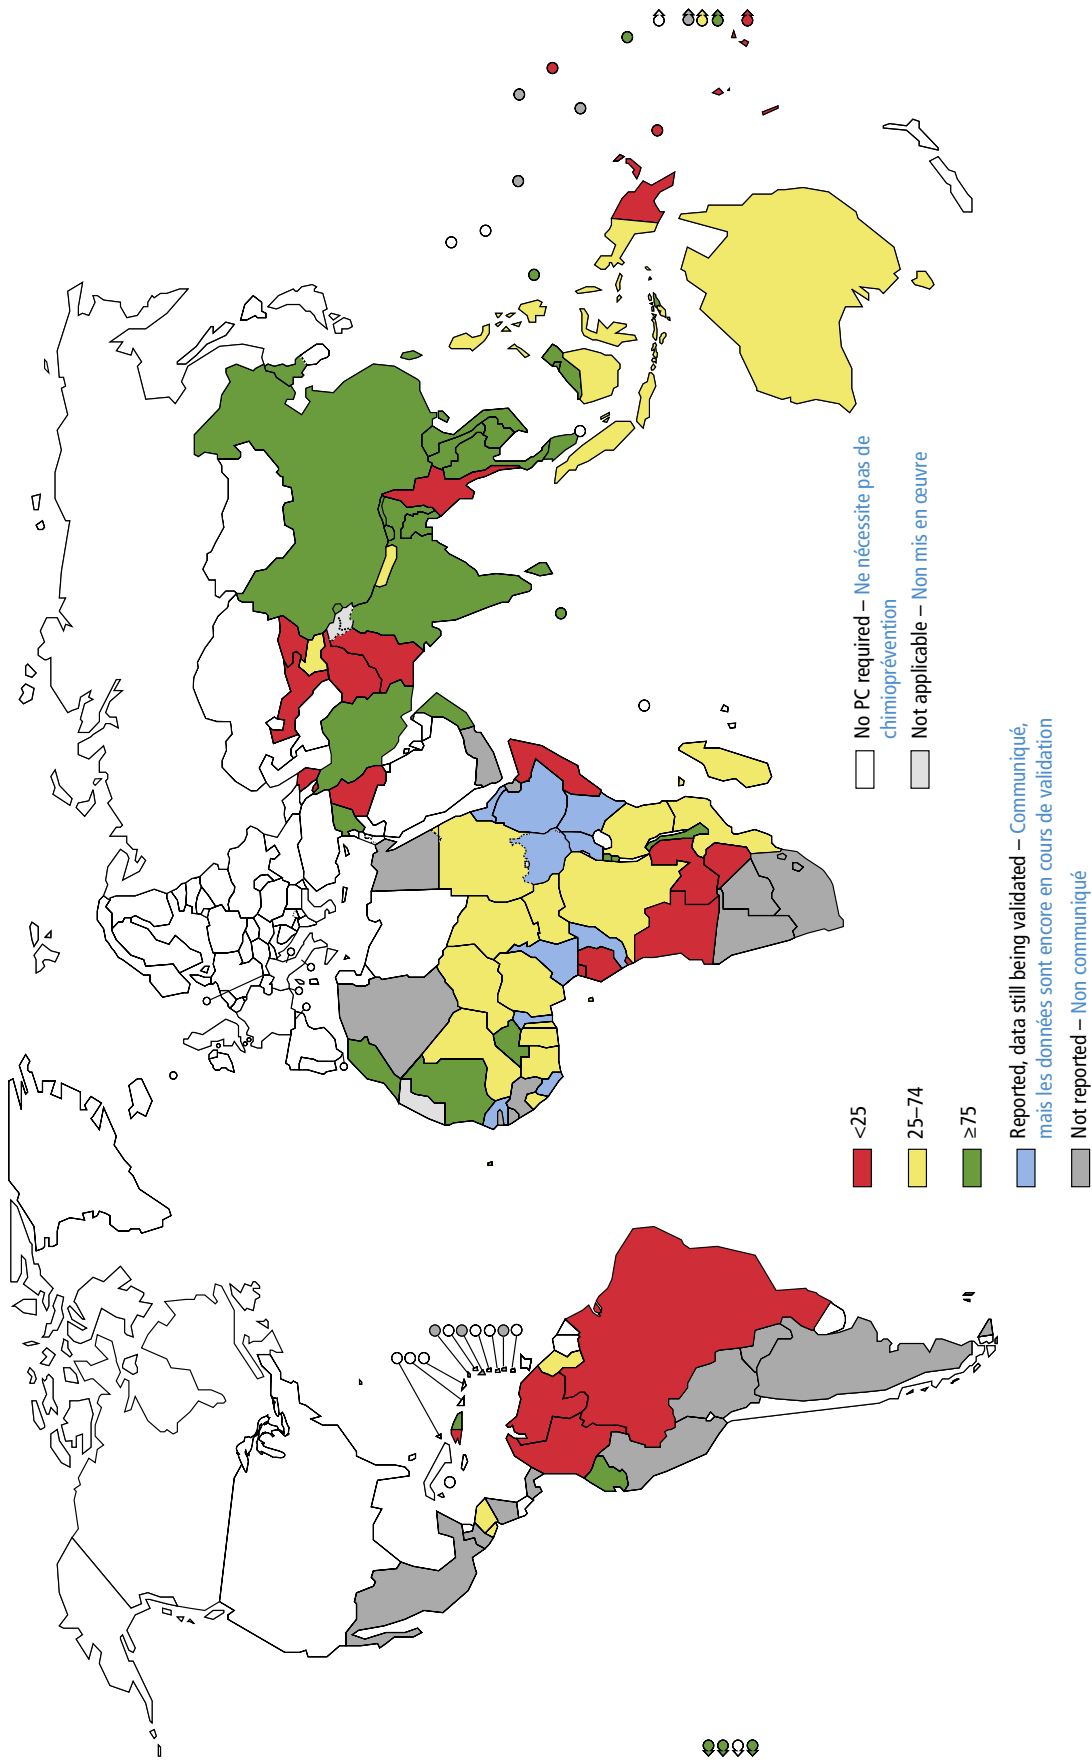 <25
25–74
≥75
Reported, data still being validated – Communiqué,
mais les données sont encore en cours de validation
Not reported – Non communiqué
No PC required – Ne nécessite pas de
chimioprévention
Not applicable – Non mis en œuvre